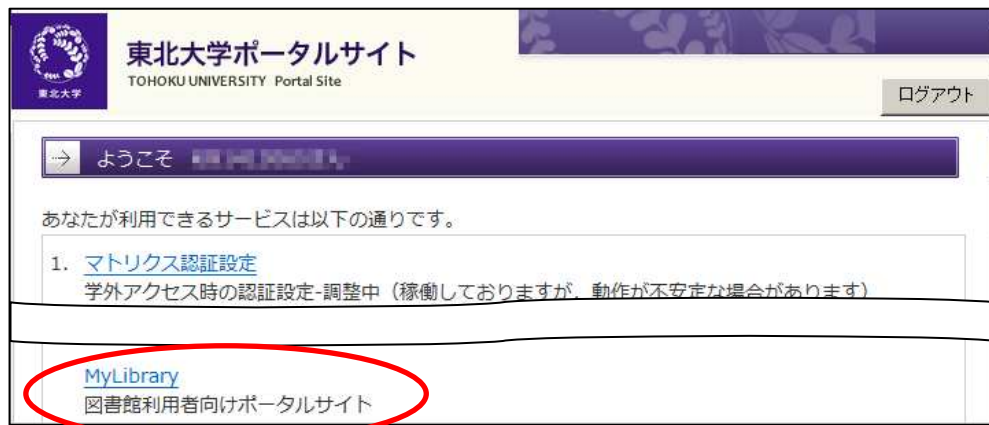 東北大学ポータルサイト
TOHOKU UNIVERSITY Portal Site
東北大学
ログアウト
ようこそ
あなたが利用できるサービスは以下の通りです。
1. マトリクス認証設定
学外アクセス時の認証設定-調整中（稼働しておりますが、動作が不安定な場合があります）
MyLibrary
図書館利用者向けポータルサイト